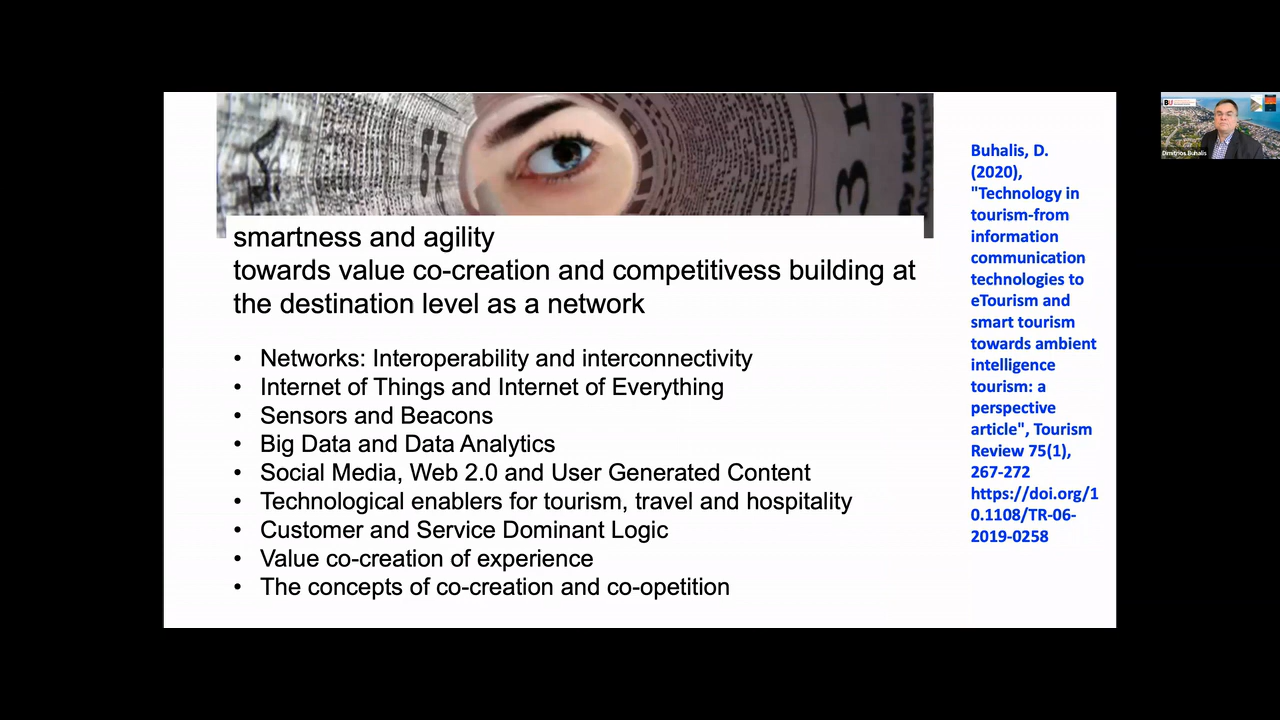 smartness and agility
towards value co-creation and competitivess building at
the destination level as a network
• Networks: Interoperability and interconnectivity
• Internet of Things and Internet of Everything
• Sensors and Beacons
• Big Data and Data Analytics
• Social Media, Web 2.0 and User Generated Content
• Technological enablers for tourism, travel and hospitality
• Customer and Service Dominant Logic
• Value co-creation of experience
• The concepts of co-creation and co-opetition
Buhalis, D.
(2020),
"Technology in
tourism-from
information
communication
technologies to
eTourism and
smart tourism
towards ambient
intelligence
tourism: a
perspective
article", Tourism
Review 75(1),
267-272
https://doi.org/1
0.1108/TR-06-
2019-0258
BU
Dimitrios Buhalis